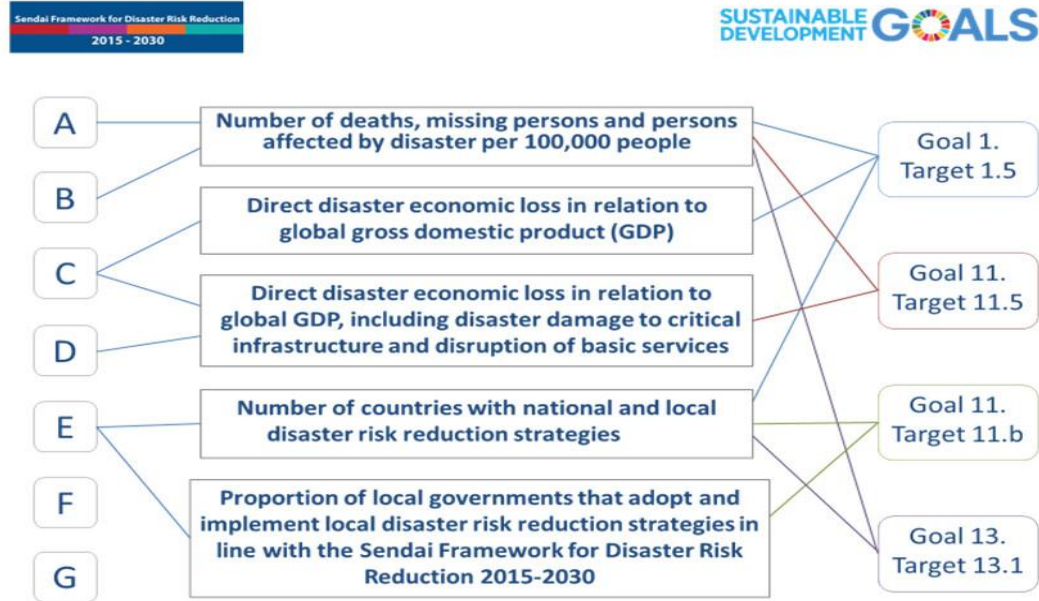 Sendai Framework for Disaster Risk Reduction
2015 - 2030
SUSTAINABLE
DEVELOPMENT
GOALS
A
B
C
D
E
F
G
Number of deaths, missing persons and persons
affected by disaster per 100,000 people
Direct disaster economic loss in relation to
global gross domestic product (GDP)
Direct disaster economic loss in relation to
global GDP, including disaster damage to critical
infrastructure and disruption of basic services
Number of countries with national and local
disaster risk reduction strategies
Proportion of local governments that adopt and
implement local disaster risk reduction strategies in
line with the Sendai Framework for Disaster Risk
Reduction 2015-2030
Goal 1.
Target 1.5
Goal 11.
Target 11.5
Goal 11.
Target 11.b
Goal 13.
Target 13.1